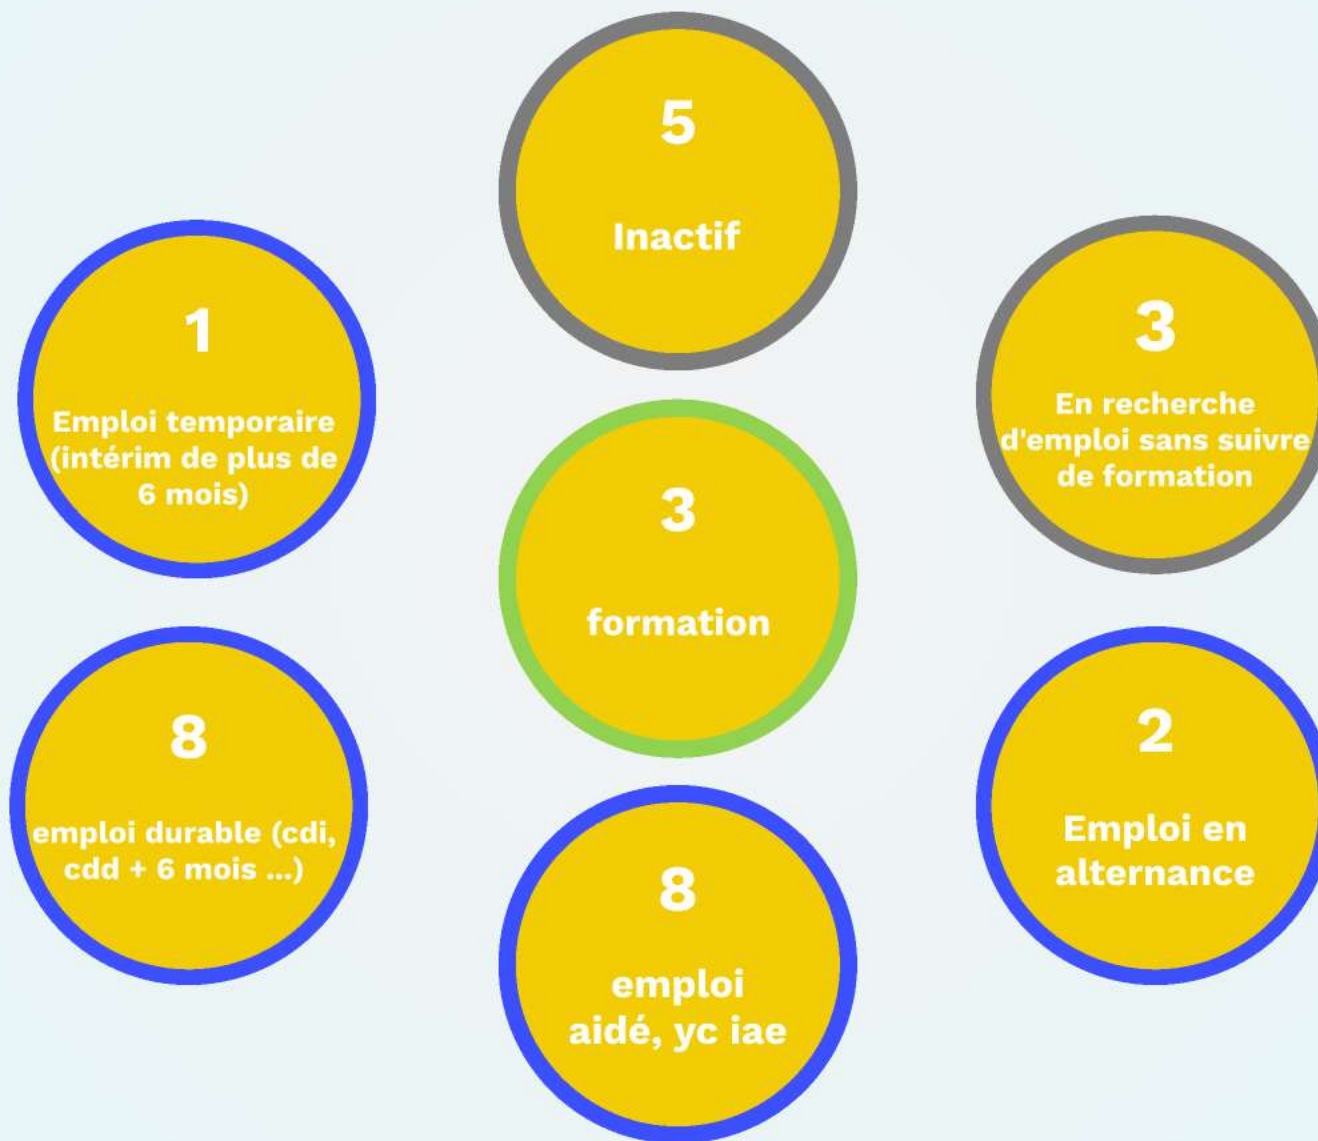 5
Inactif
1
Emploi temporaire
(intérim de plus de
6 mois)
3
En recherche
d'emploi sans suivre
de formation
3
formation
8
emploi durable (cdi,
cdd + 6 mois ...)
8
emploi
aidé, yc iae
2
Emploi en
alternance